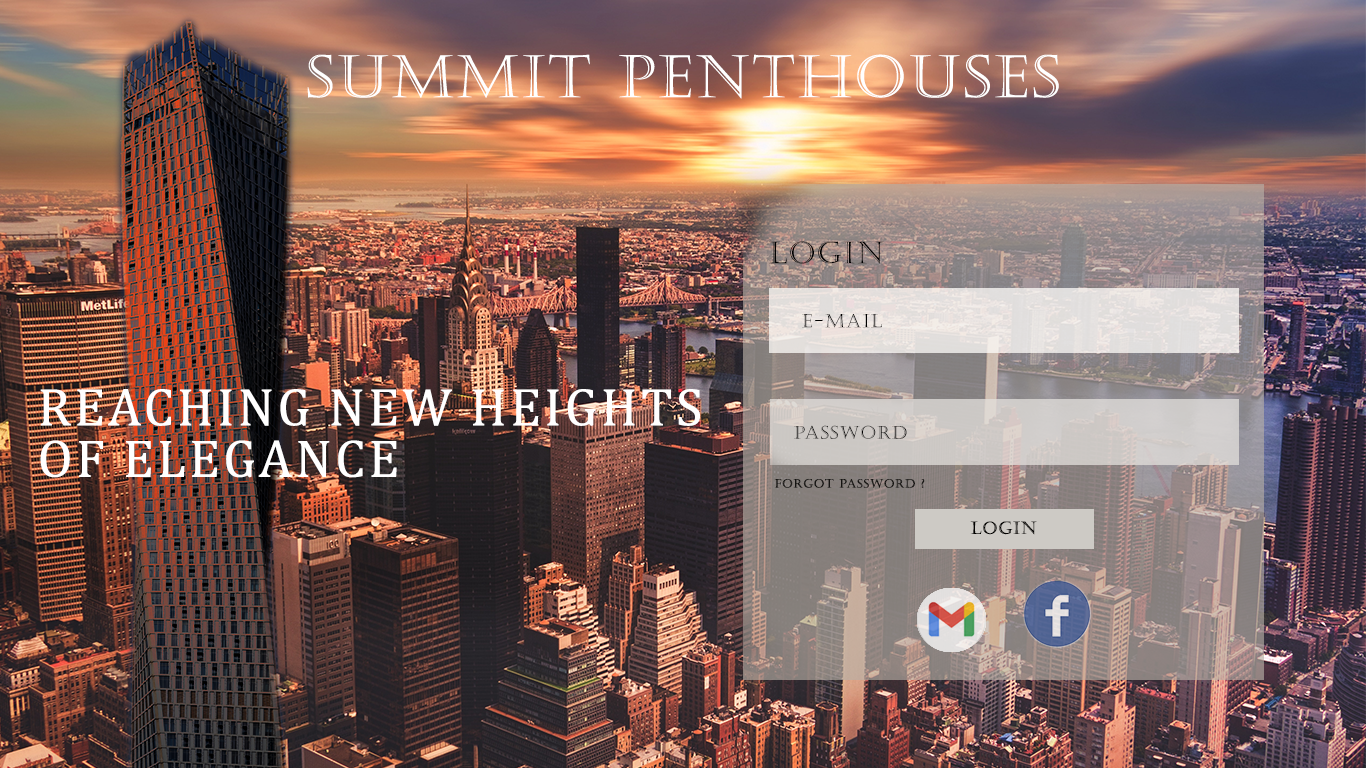 SUMMIT PENTHOUSES
MetLife
LOGIN
E-MAIL
REACHING NEW HEIGHTS
OF ELEGANCE
PASSWORD
FORGOT PASSWORD ?
LOGIN